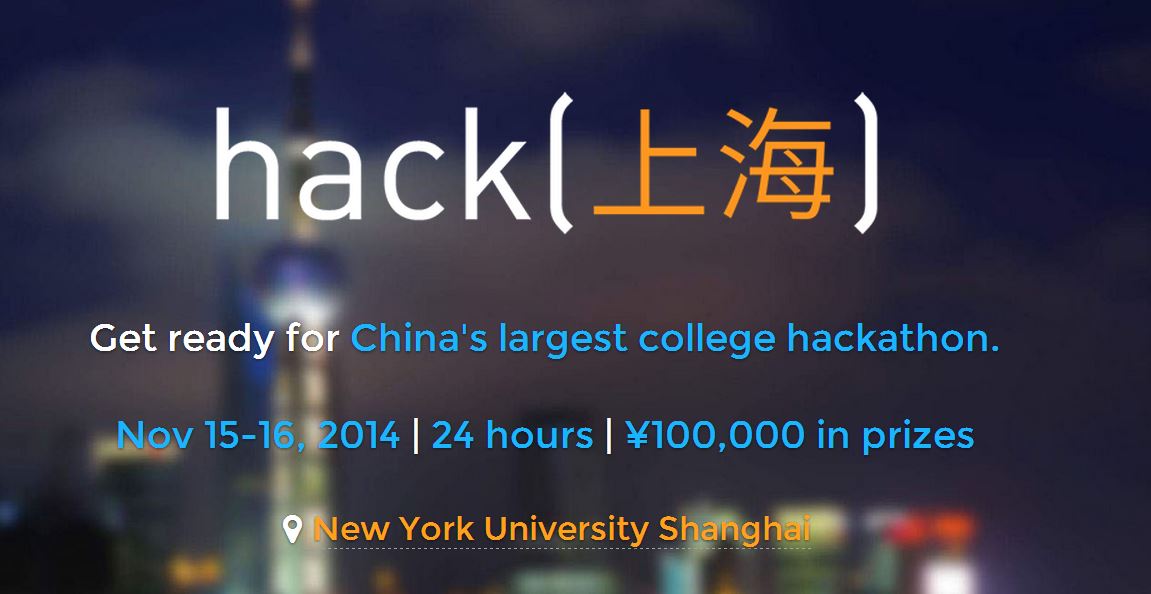 hack(上海)
Get ready for China's largest college hackathon.
Nov 15-16, 2014 | 24 hours | ¥100,000 in prizes
New York University Shanghai